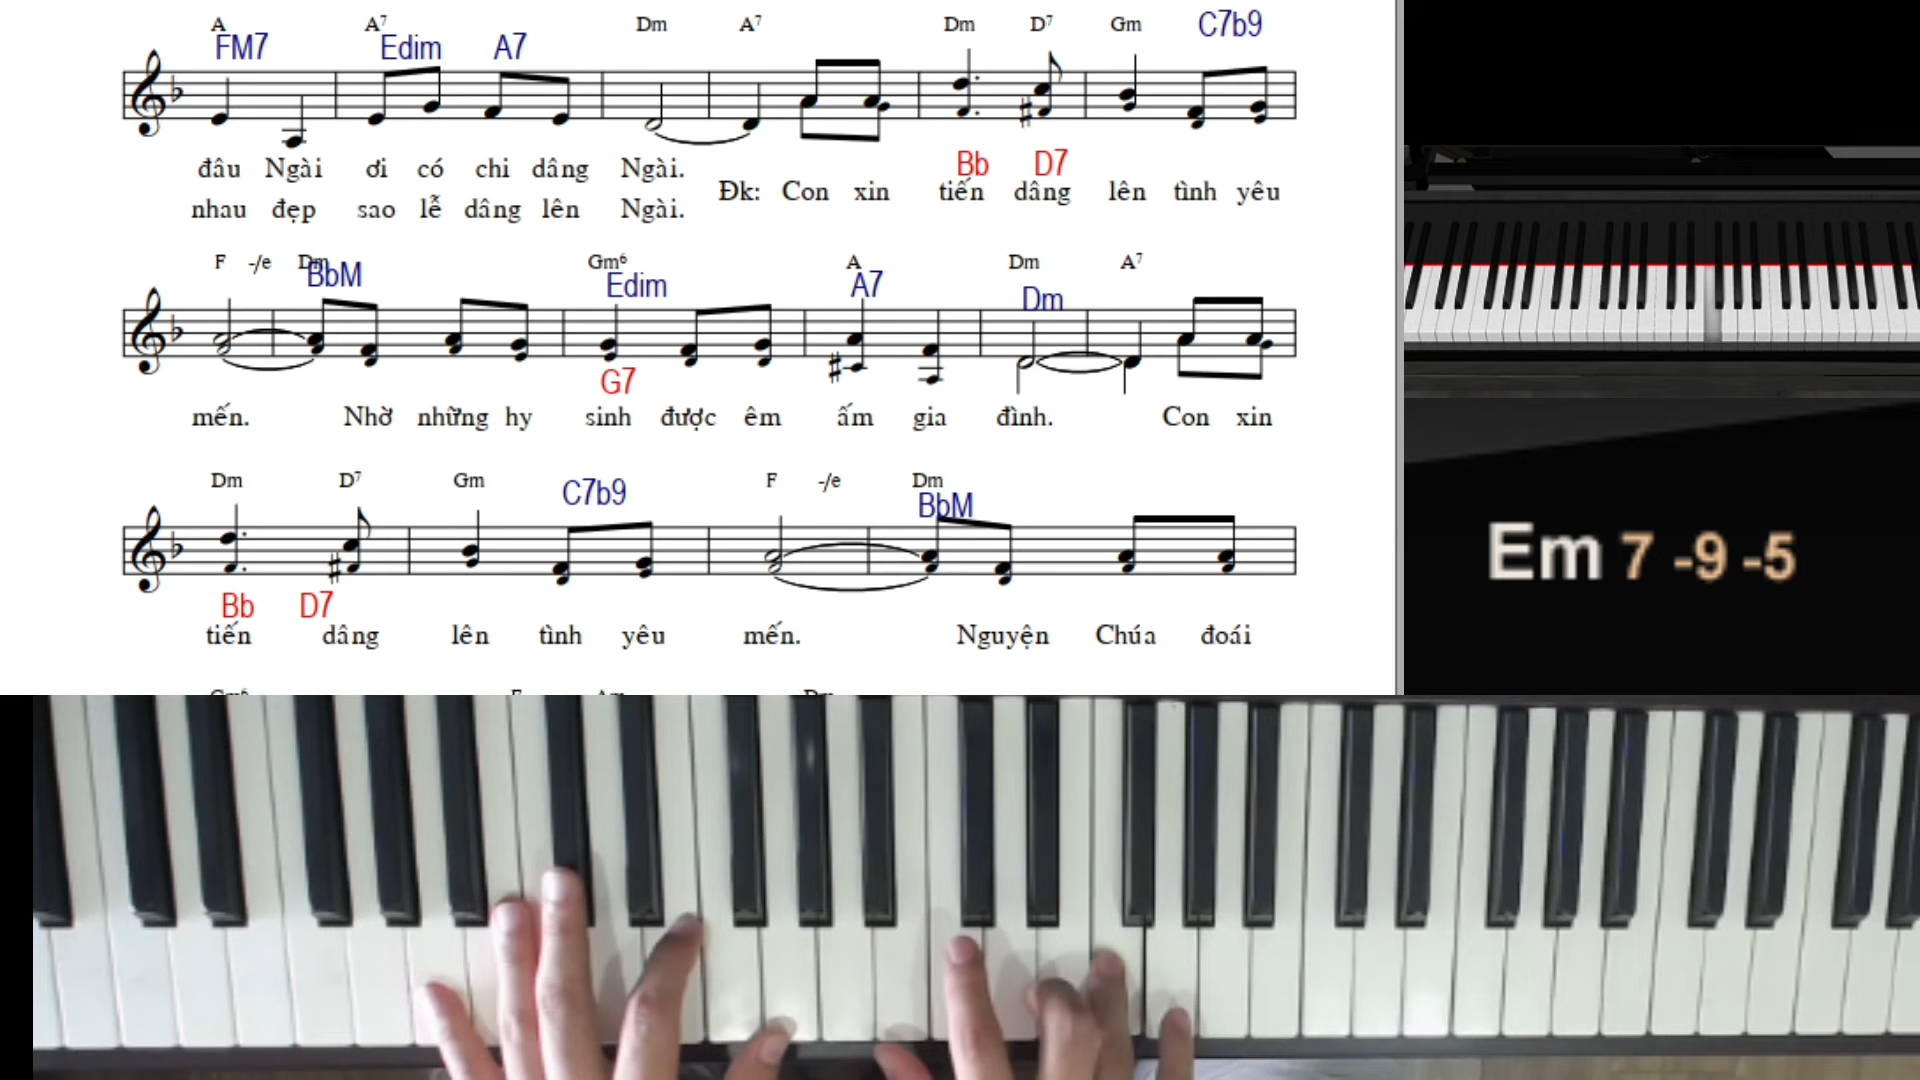 A A7 Dm A7 Dm D7 Gm C7b9
FM7 Edim A7
đâu Ngài ơi có chi dâng Ngài.
Bb D7
Đk: Con xin tiến dâng lên tình yêu
nhau đẹp sao lễ dâng lên Ngài.
F -/e Dm Gm6 A Dm A7
BbM Edim A7 Dm
G7
mến. Nhờ những hy sinh được êm ấm gia đình. Con xin
Dm D7 Gm C7b9 F -/e Dm
BbM
Bb D7
tiến dâng lên tình yêu mến. Nguyện Chúa đoái
Em 7 -9 -5